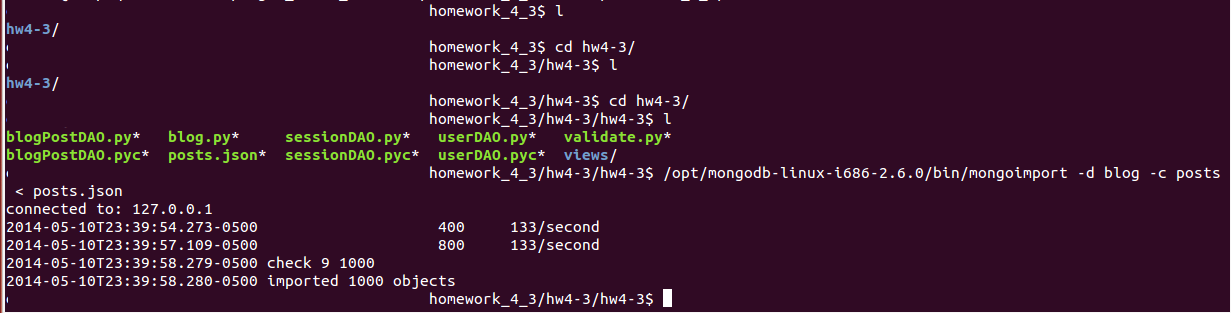 homework_4_3$ l
hw4-3/
homework_4_3$ cd hw4-3/
homework_4_3/hw4-3$ l
hw4-3/
homework_4_3/hw4-3$ cd hw4-3/
homework_4_3/hw4-3/hw4-3$ l
blogPostDAO.py* blog.py* sessionDAO.py* userDAO.py* validate.py*
blogPostDAO.pyc* posts.json* sessionDAO.pyc* userDAO.pyc* views/
homework_4_3/hw4-3/hw4-3$ /opt/mongodb-linux-i686-2.6.0/bin/mongoimport -d blog -c posts
< posts.json
connected to: 127.0.0.1
2014-05-10T23:39:54.273-0500 400 133/second
2014-05-10T23:39:57.109-0500 800 133/second
2014-05-10T23:39:58.279-0500 check 9 1000
2014-05-10T23:39:58.280-0500 imported 1000 objects
homework_4_3/hw4-3/hw4-3$